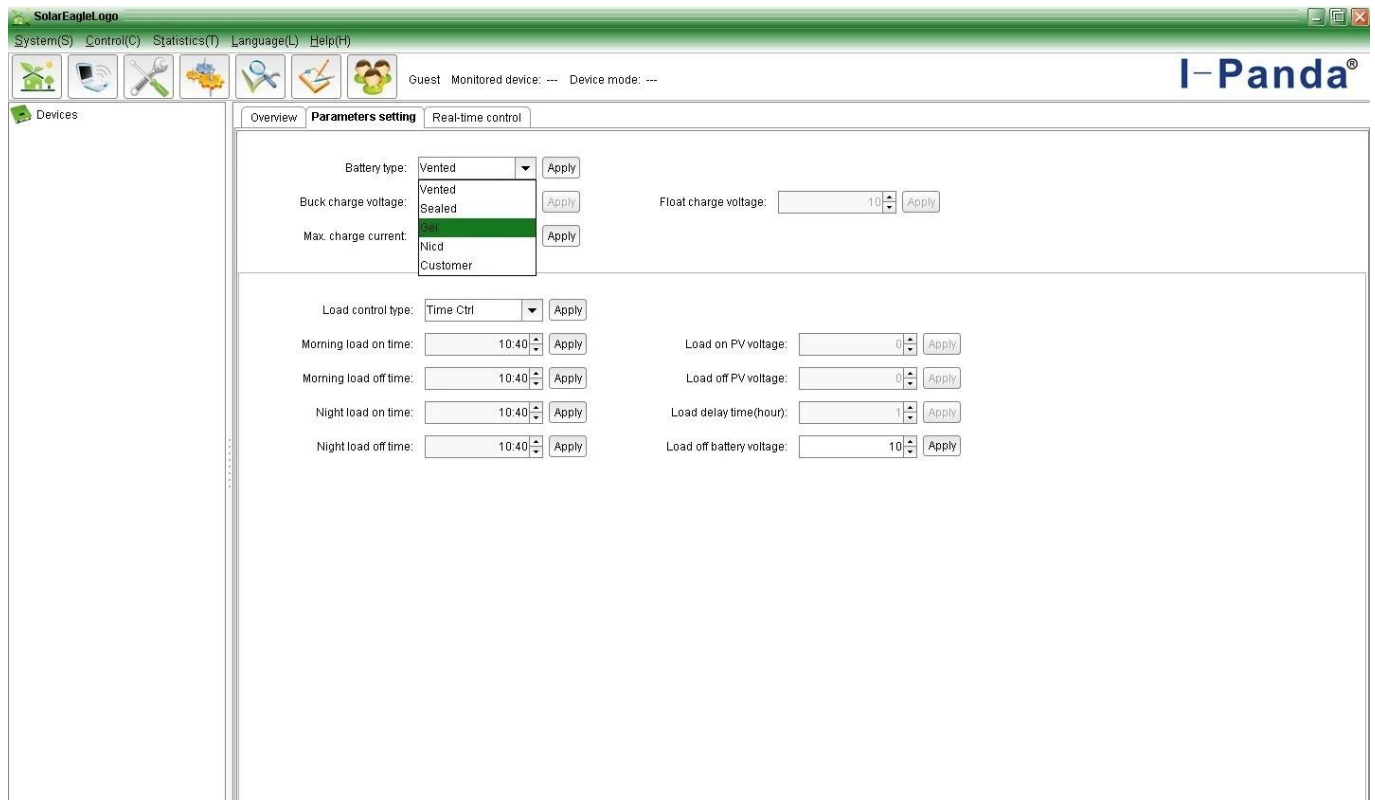 SolarEagleLogo
System(S) Control(C) Statistics(T) Language(L) Help(H)
Guest Monitored device: --- Device mode: ---
I-Panda®
Devices
Overview Parameters setting Real-time control
Battery type: Vented Apply
Vented
Buck charge voltage: Apply Float charge voltage: 10 Apply
Sealed
Gel
Max. charge current: Apply
Nicd
Customer
Load control type: Time Ctrl Apply
Morning load on time: 10:40 Apply Load on PV voltage: 0 Apply
Morning load off time: 10:40 Apply Load off PV voltage: 0 Apply
Night load on time: 10:40 Apply Load delay time(hour): 1 Apply
Night load off time: 10:40 Apply Load off battery voltage: 10 Apply